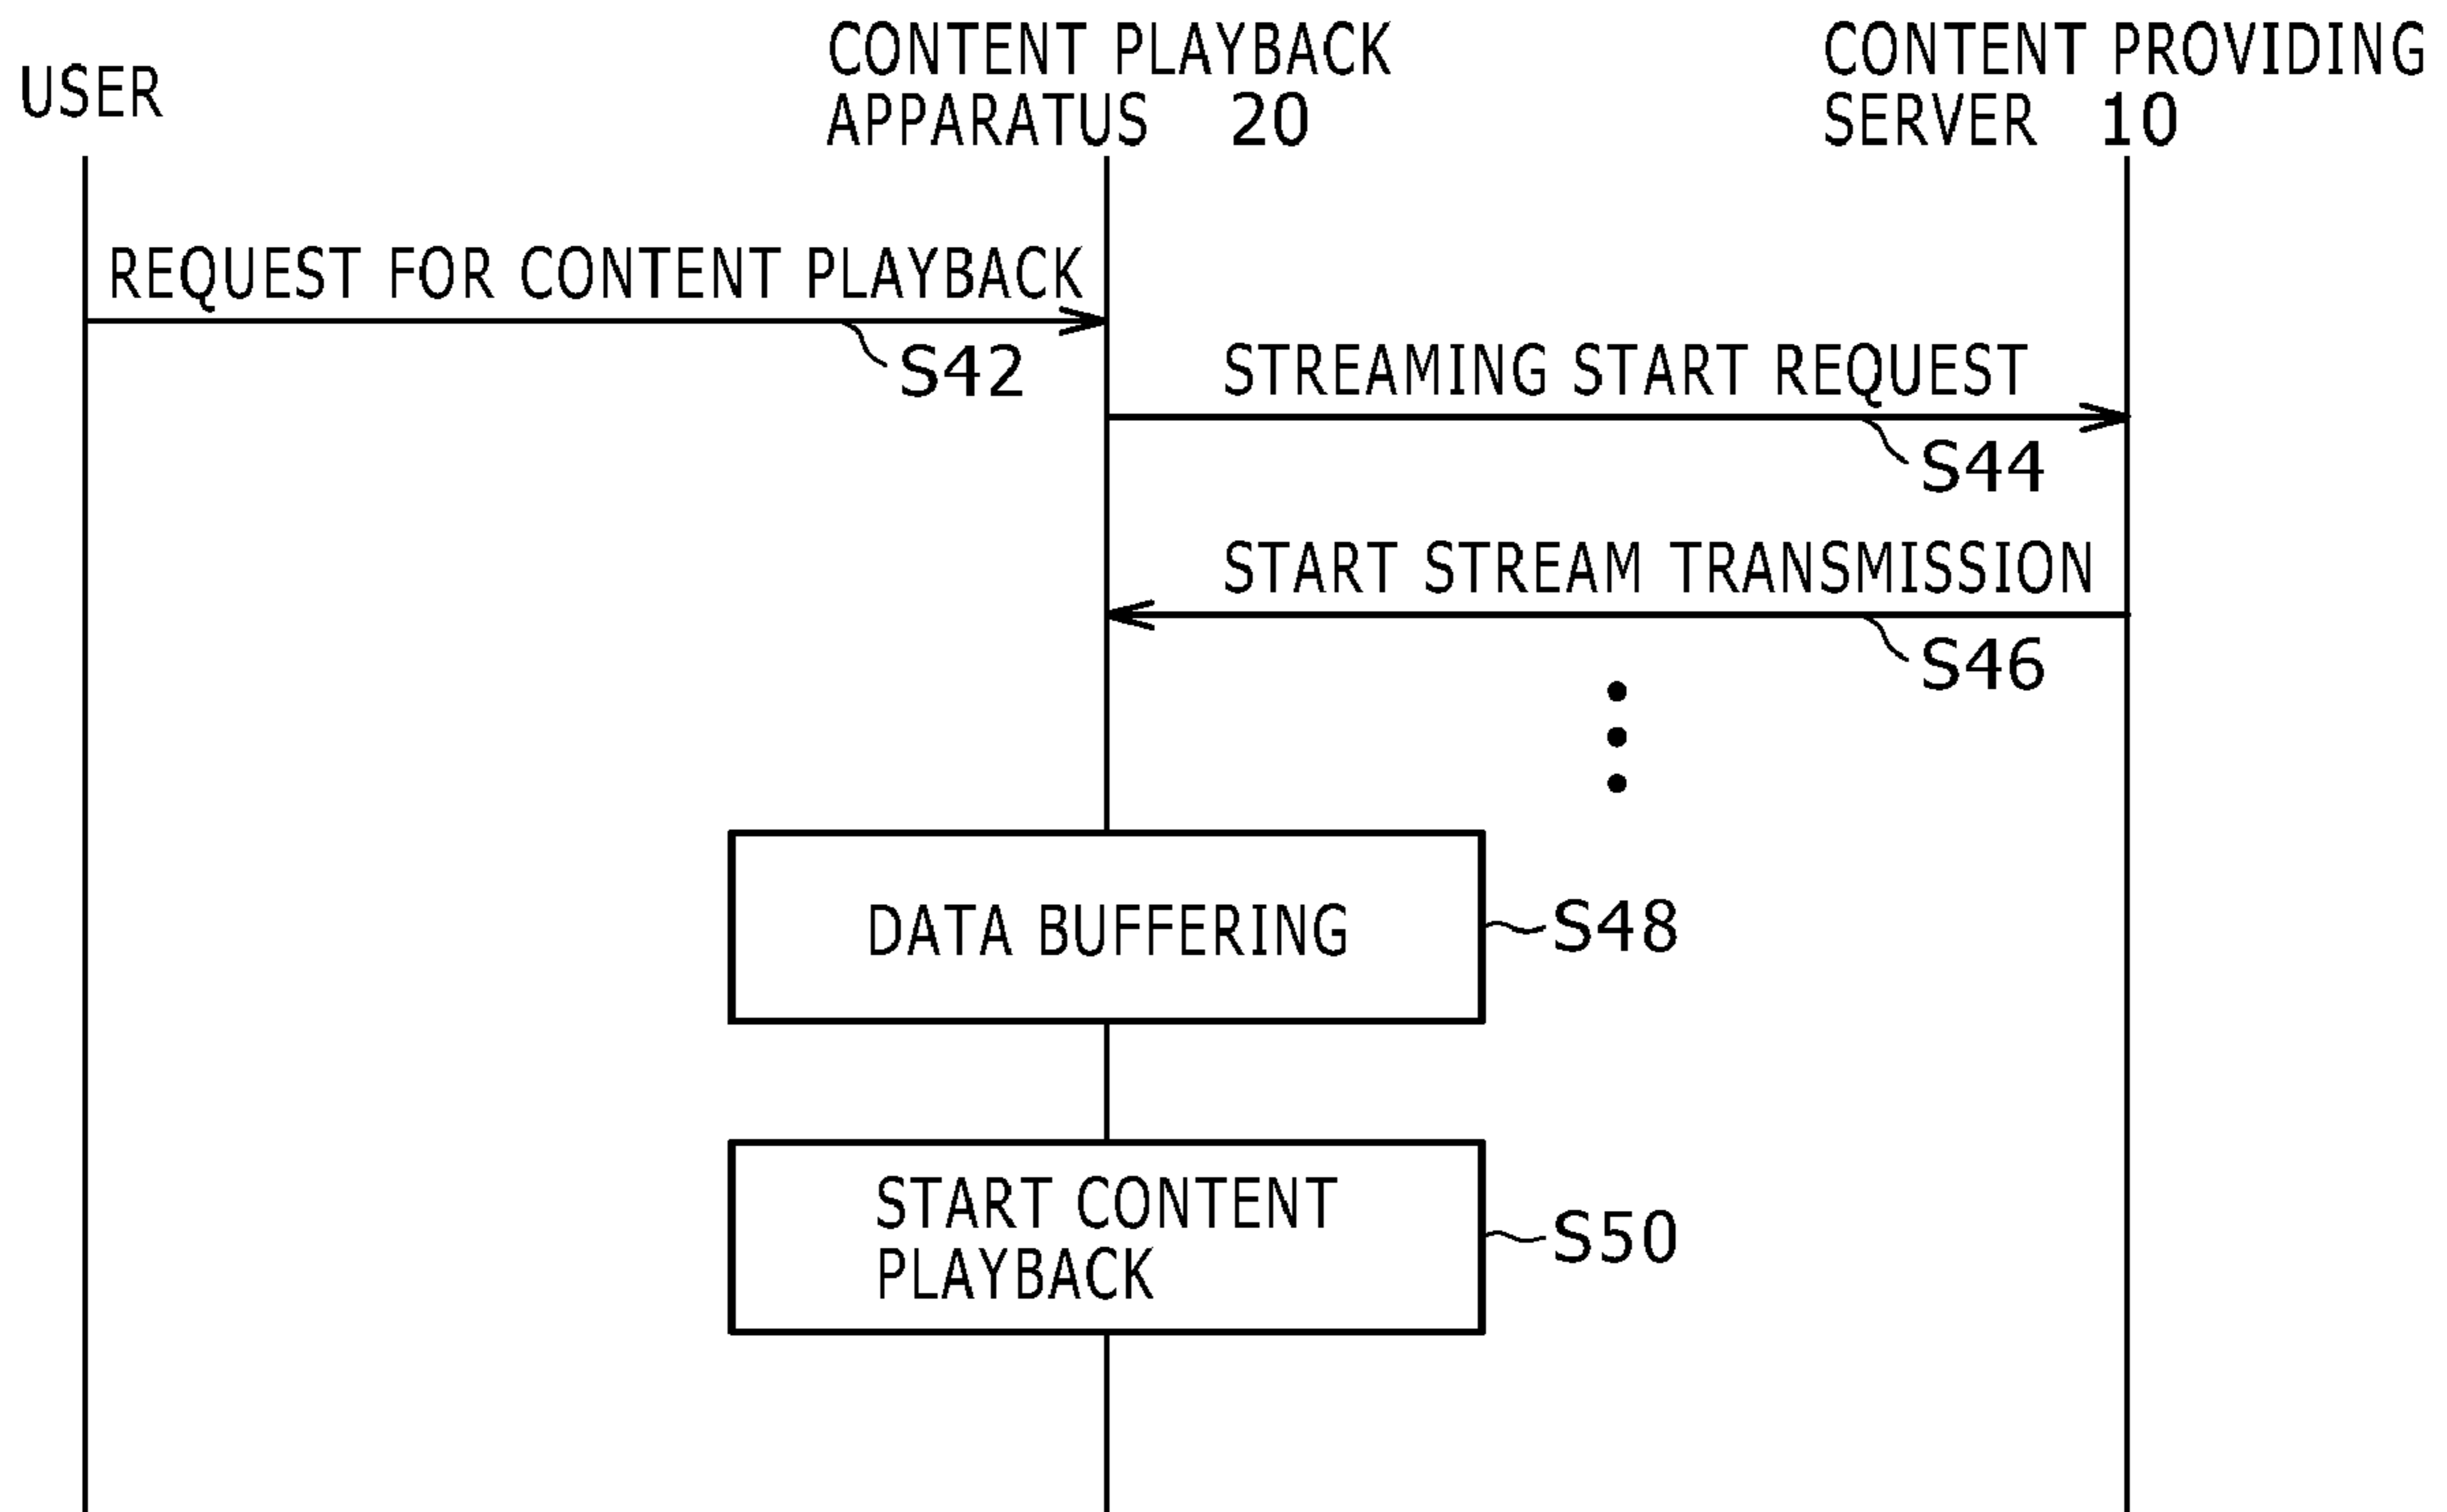 USER
CONTENT PLAYBACK
APPARATUS 20
CONTENT PROVIDING
SERVER 10
REQUEST FOR CONTENT PLAYBACK
S42
STREAMING START REQUEST
S44
START STREAM TRANSMISSION
S46
DATA BUFFERING
S48
START CONTENT
PLAYBACK
S50